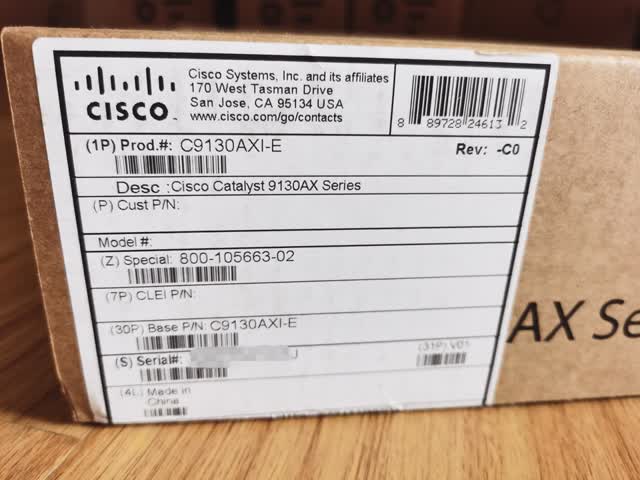 CISCO
Cisco Systems, Inc. and its affiliates
170 West Tasman Drive
San Jose, CA 95134 USA
www.cisco.com/go/contacts
8 89728 24613 2
(1P) Prod.#: C9130AXI-E
Rev: -C0
Desc :Cisco Catalyst 9130AX Series
(P) Cust P/N:
Model #:
(Z) Special: 800-105663-02
(7P) CLEI P/N:
(30P) Base P/N: C9130AXI-E
(S) Serial#: J
(31P) V01
(4L) Made in
China
AX Se